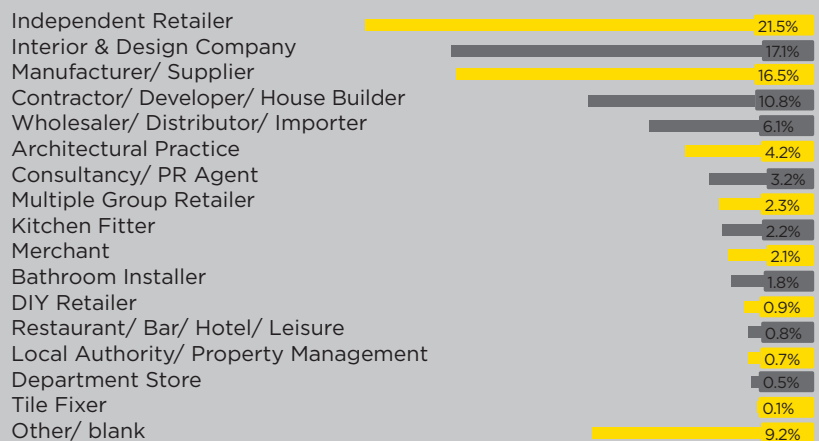 Independent Retailer 21.5%
Interior & Design Company 17.1%
Manufacturer/ Supplier 16.5%
Contractor/ Developer/ House Builder 10.8%
Wholesaler/ Distributor/ Importer 6.1%
Architectural Practice 4.2%
Consultancy/ PR Agent 3.2%
Multiple Group Retailer 2.3%
Kitchen Fitter 2.2%
Merchant 2.1%
Bathroom Installer 1.8%
DIY Retailer 0.9%
Restaurant/ Bar/ Hotel/ Leisure 0.8%
Local Authority/ Property Management 0.7%
Department Store 0.5%
Tile Fixer 0.1%
Other/ blank 9.2%